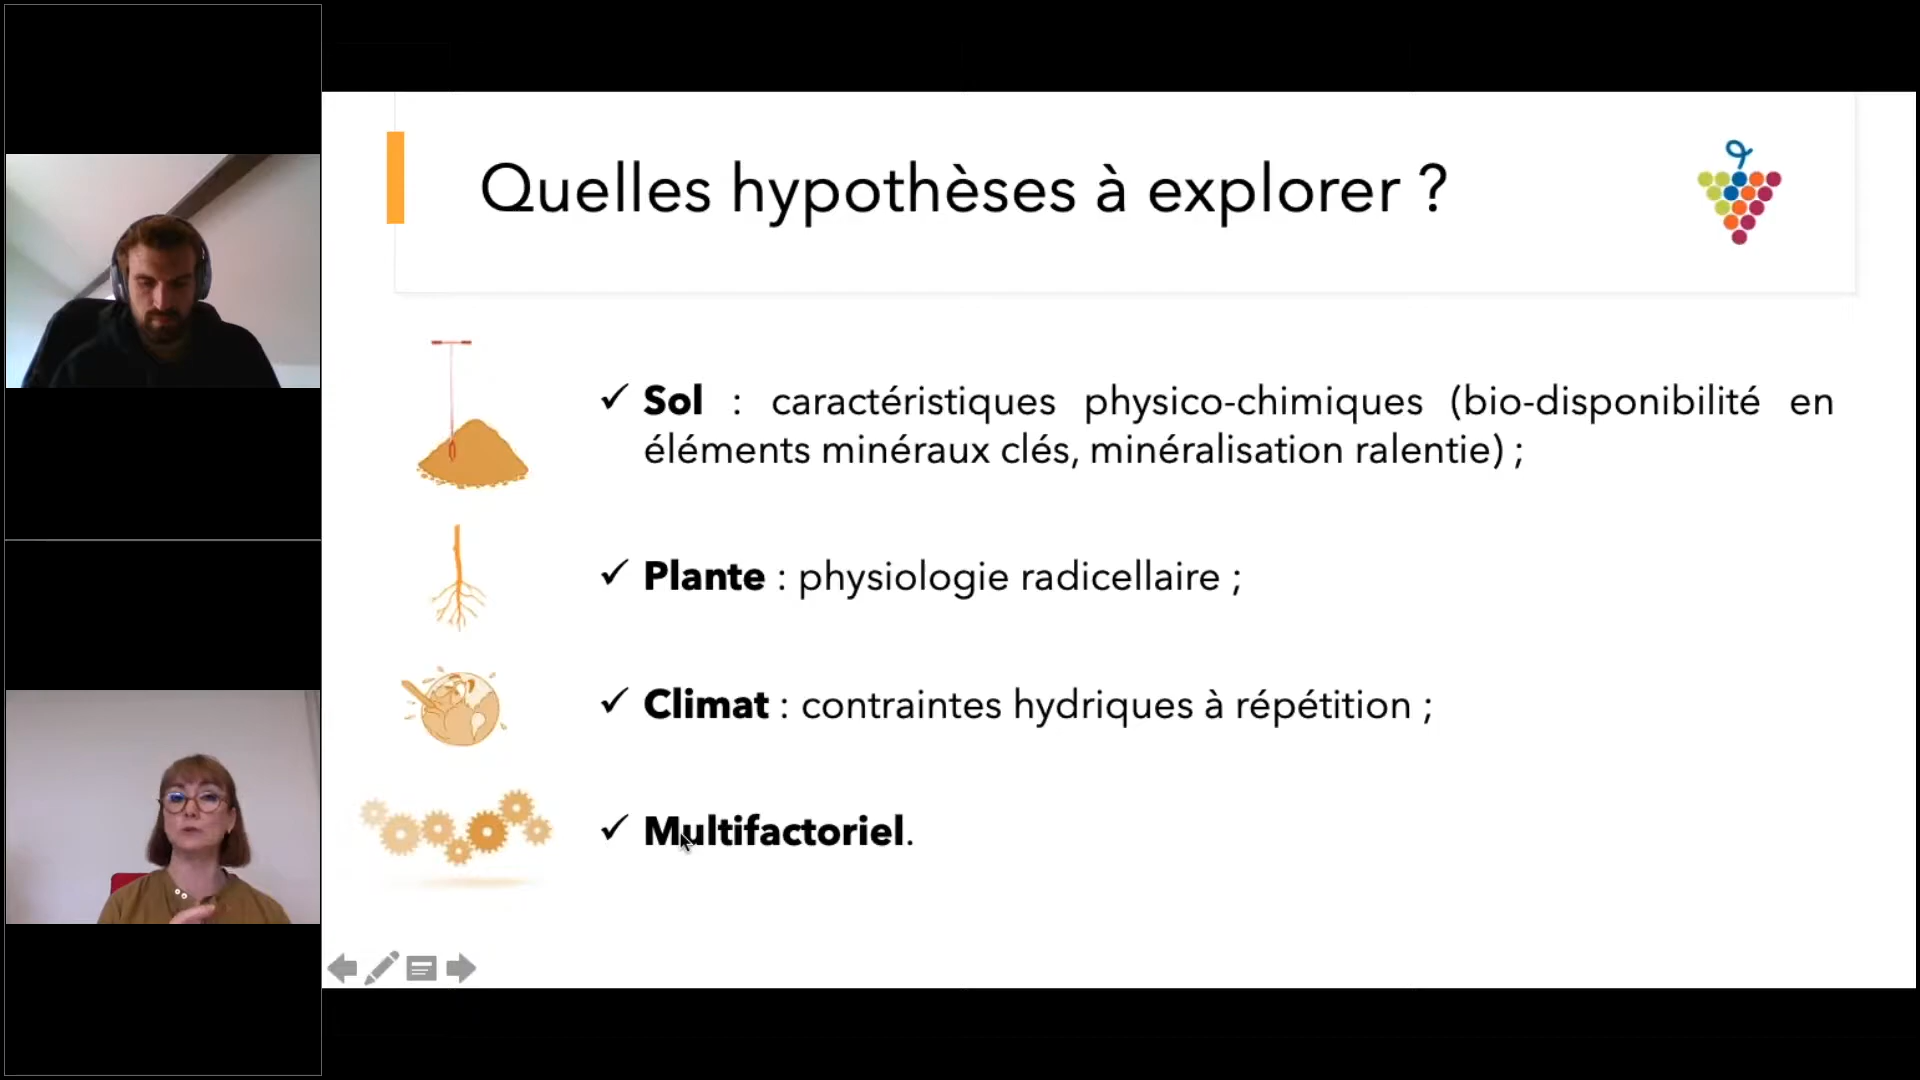 Quelles hypothèses à explorer ?
✓ Sol : caractéristiques physico-chimiques (bio-disponibilité en
éléments minéraux clés, minéralisation ralentie) ;
✓ Plante : physiologie radicellaire ;
✓ Climat : contraintes hydriques à répétition ;
✓ Multifactoriel.